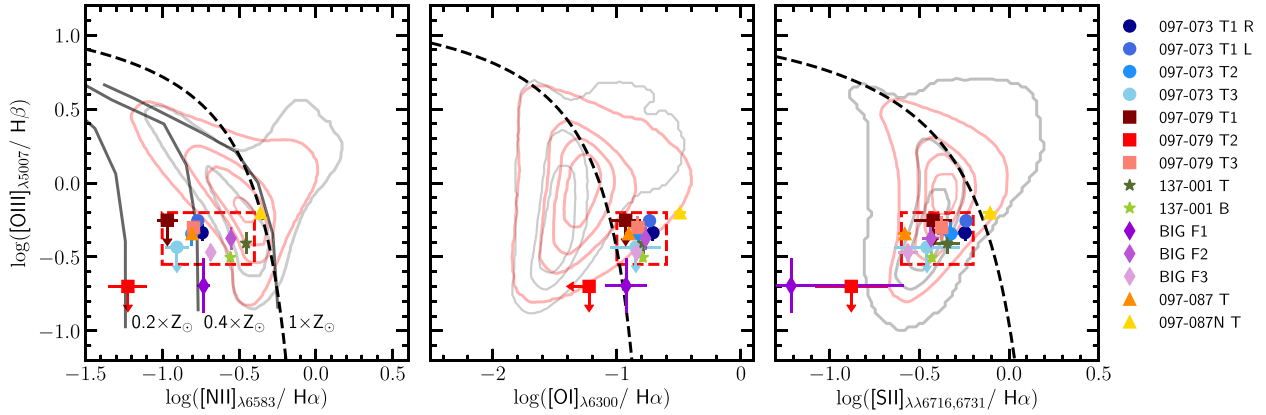 log([OIII]λ5007/ Hβ)
1.0
0.5
0.0
−0.5
−1.0
0.2×Z⊙ 0.4×Z⊙ 1×Z⊙
−1.5 −1.0 −0.5 0.0 0.5
log([NII]λ6583/ Hα)
−2 −1 0
log([OI]λ6300/ Hα)
−1.0 −0.5 0.0 0.5
log([SII]λλ6716,6731/ Hα)
097-073 T1 R
097-073 T1 L
097-073 T2
097-073 T3
097-079 T1
097-079 T2
097-079 T3
137-001 T
137-001 B
BIG F1
BIG F2
BIG F3
097-087 T
097-087N T